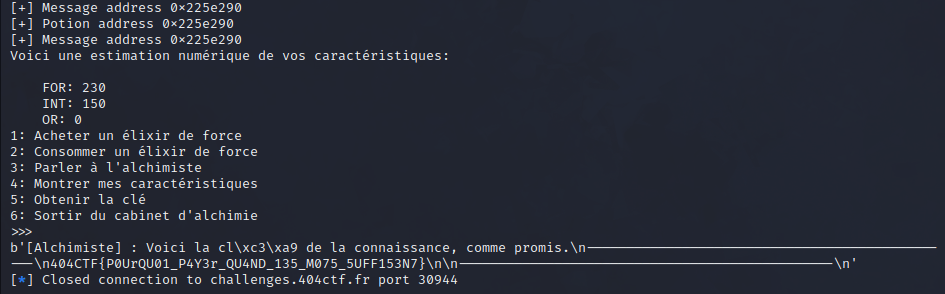 [+] Message address 0×225e290
[+] Potion address 0×225e290
[+] Message address 0×225e290
Voici une estimation numérique de vos caractéristiques:
FOR: 230
INT: 150
OR: 0
1: Acheter un élixir de force
2: Consommer un élixir de force
3: Parler à l'alchimiste
4: Montrer mes caractéristiques
5: Obtenir la clé
6: Sortir du cabinet d'alchimie
>>>
b'[Alchimiste] : Voici la cl\xc3\xa9 de la connaissance, comme promis.\n----------------------------------------
---\n404CTF{P0UrQU01_P4Y3r_QU4ND_135_M075_5UFF153N7}\n\n-----------------------------------------------\n'
[*] Closed connection to challenges.404ctf.fr port 30944